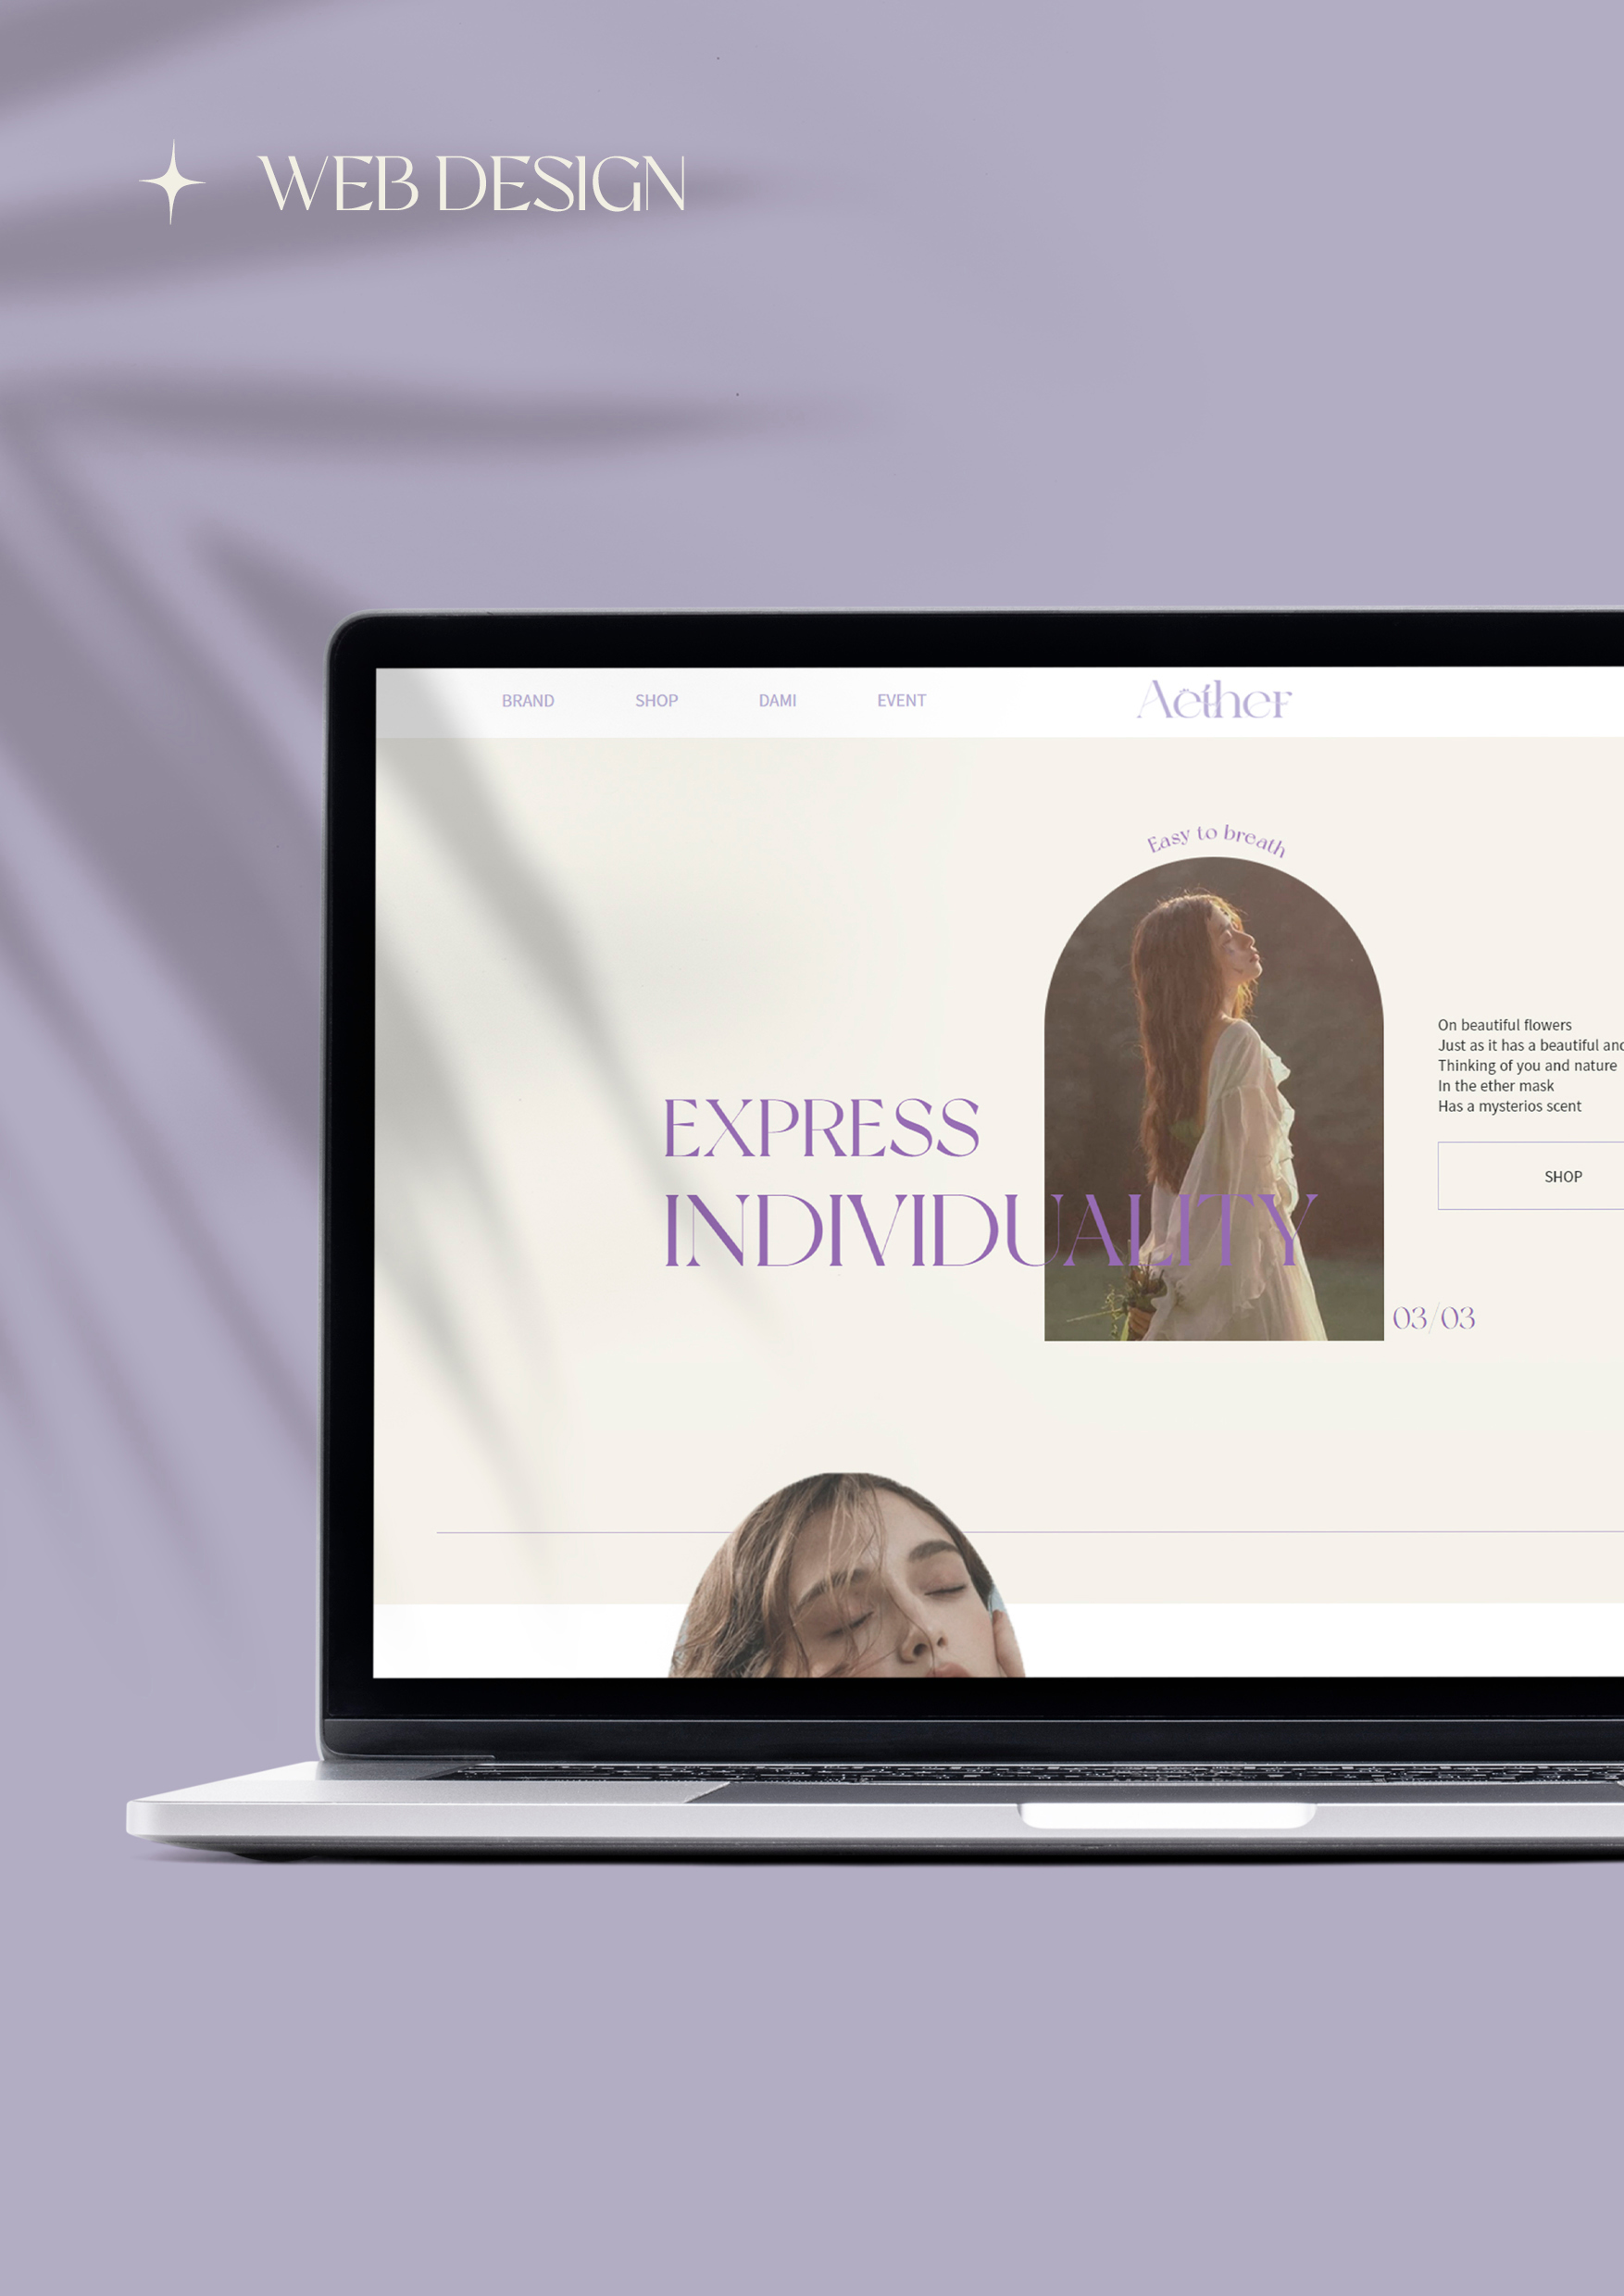 WEB DESIGN
BRAND SHOP DAMI EVENT
Aether
Easy to breath
EXPRESS
INDIVIDUALITY
On beautiful flowers
Just as it has a beautiful and
Thinking of you and nature
In the ether mask
Has a mysterios scent
SHOP
03/03